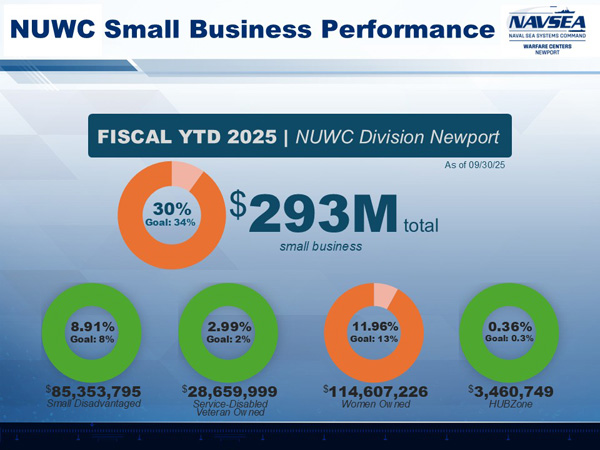 NUWC Small Business Performance
NAVSEA
NAVAL SEA SYSTEMS COMMAND
WARFARE CENTERS
NEWPORT
FISCAL YTD 2025 | NUWC Division Newport
As of 09/30/25
30%
Goal: 34%
$293M total
small business
8.91%
Goal: 8%
$85,353,795
Small Disadvantaged
2.99%
Goal: 2%
$28,659,999
Service-Disabled
Veteran Owned
11.96%
Goal: 13%
$114,607,226
Women Owned
0.36%
Goal: 0.3%
$3,460,749
HUBZone